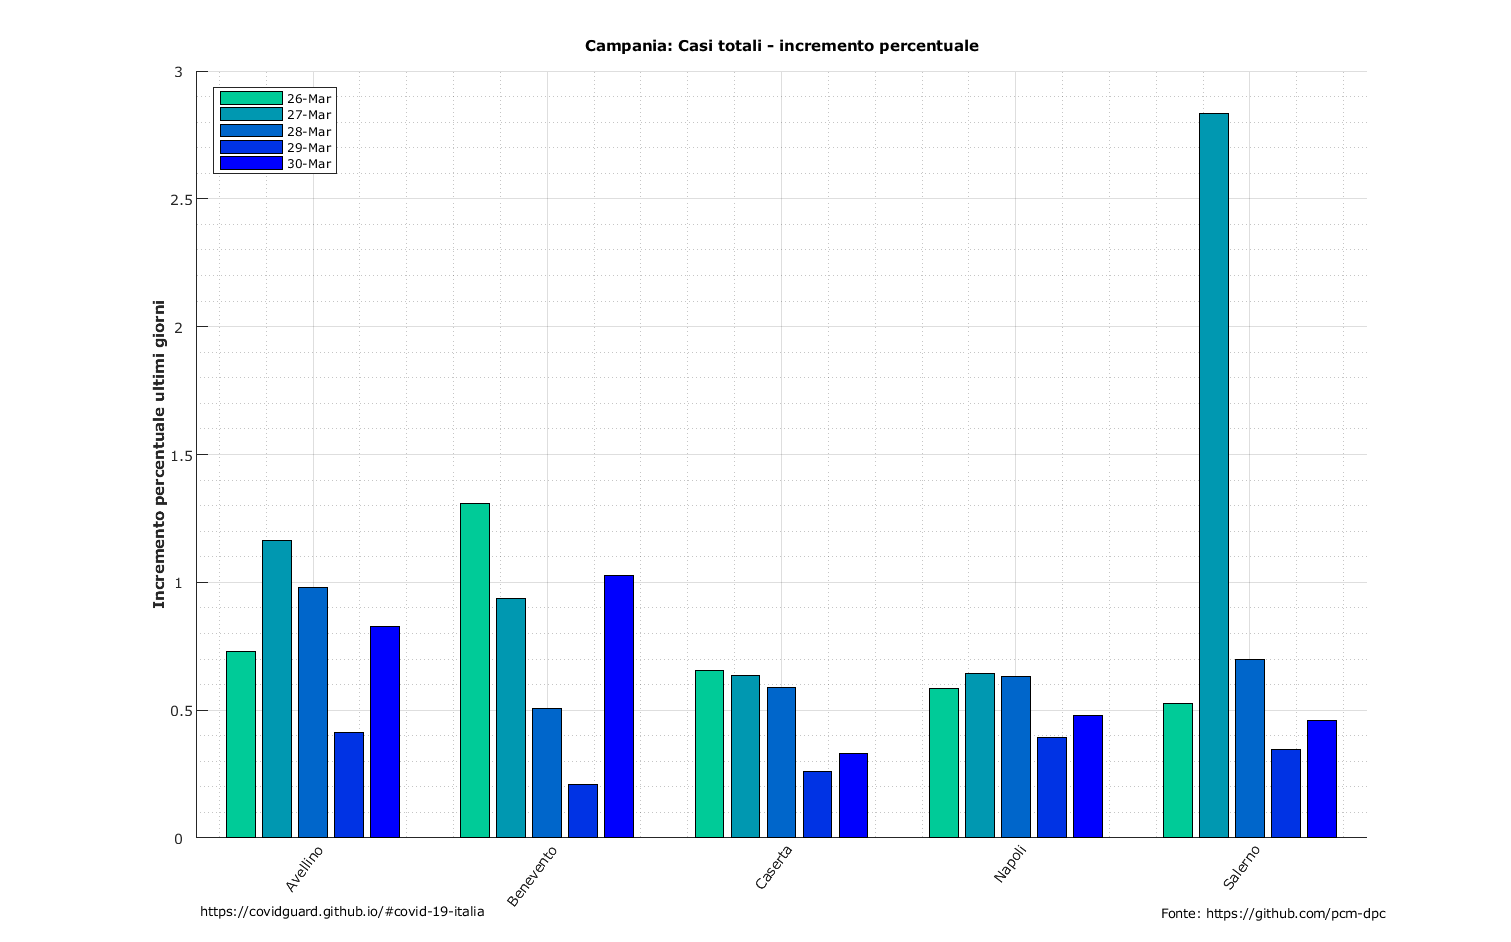 Campania: Casi totali - incremento percentuale
3
2.5
2
1.5
1
0.5
0
Incremento percentuale ultimi giorni
26-Mar
27-Mar
28-Mar
29-Mar
30-Mar
Avellino
Benevento
Caserta
Napoli
Salerno
https://covidguard.github.io/#covid-19-italia
Fonte: https://github.com/pcm-dpc